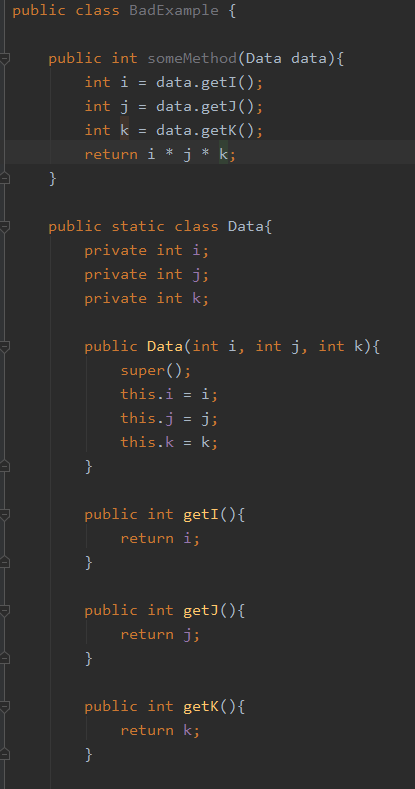 public class BadExample {
public int someMethod(Data data){
int i = data.getI();
int j = data.getJ();
int k = data.getK();
return i * j * k;
}
public static class Data{
private int i;
private int j;
private int k;
public Data(int i, int j, int k){
super();
this.i = i;
this.j = j;
this.k = k;
}
public int getI(){
return i;
}
public int getJ(){
return j;
}
public int getK(){
return k;
}